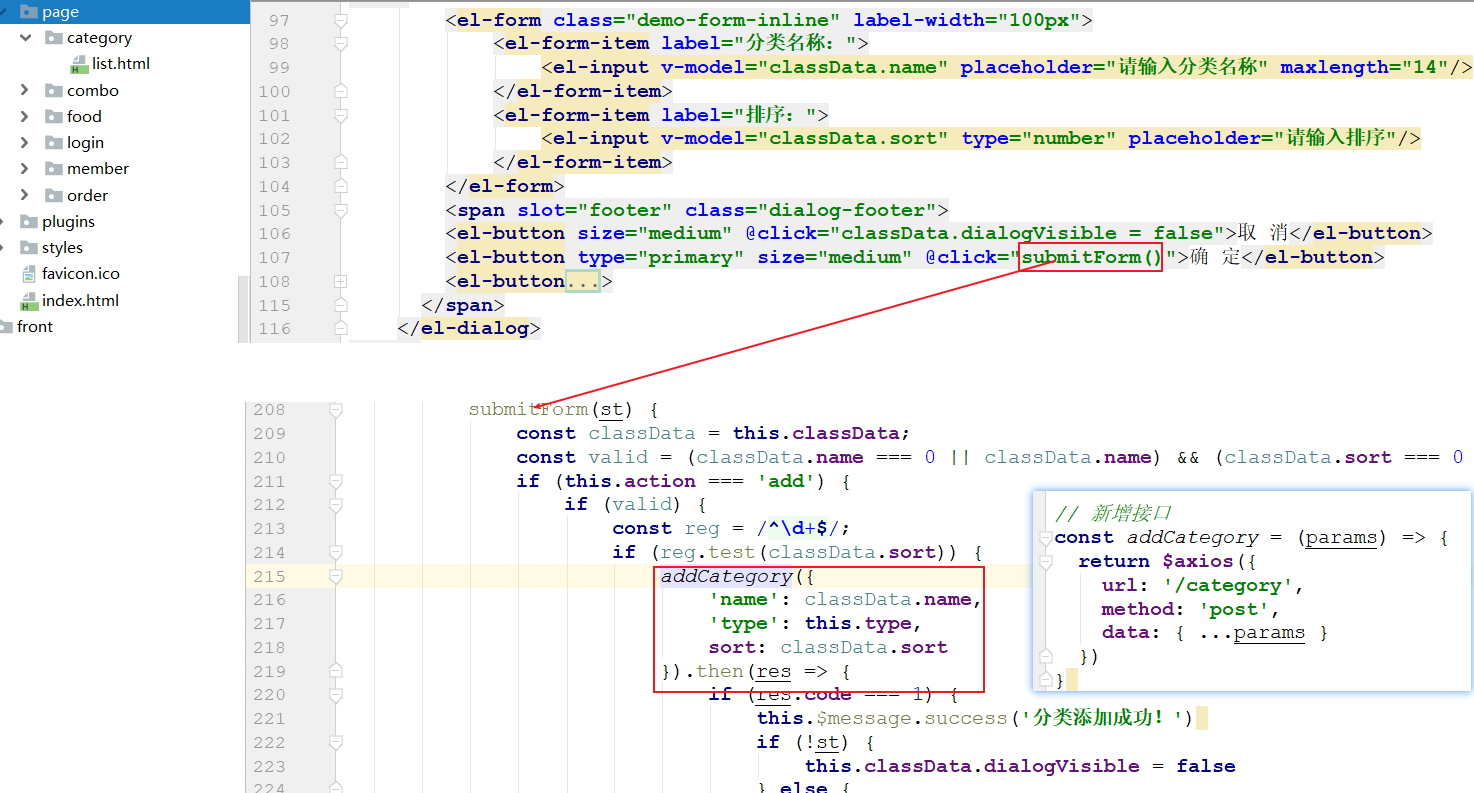 page
category
list.html
combo
food
login
member
order
plugins
styles
favicon.ico
index.html
front
97 <el-form class="demo-form-inline" label-width="100px">
98 <el-form-item label="分类名称：">
99 <el-input v-model="classData.name" placeholder="请输入分类名称" maxlength="14"/>
100 </el-form-item>
101 <el-form-item label="排序：">
102 <el-input v-model="classData.sort" type="number" placeholder="请输入排序"/>
103 </el-form-item>
104 </el-form>
105 <span slot="footer" class="dialog-footer">
106 <el-button size="medium" @click="classData.dialogVisible = false">取 消</el-button>
107 <el-button type="primary" size="medium" @click="submitForm()">确 定</el-button>
108 <el-button...>
115 </span>
116 </el-dialog>
208 submitForm(st) {
209 const classData = this.classData;
210 const valid = (classData.name === 0 || classData.name) && (classData.sort === 0
211 if (this.action === 'add') {
212 if (valid) {
213 const reg = /^\d+$/;
214 if (reg.test(classData.sort)) {
215 addCategory({
216 'name': classData.name,
217 'type': this.type,
218 sort: classData.sort
219 }).then(res => {
220 if (res.code === 1) {
221 this.$message.success('分类添加成功！')
222 if (!st) {
223 this.classData.dialogVisible = false
224 } else {
// 新增接口
const addCategory = (params) => {
return $axios({
url: '/category',
method: 'post',
data: { ...params }
})
}